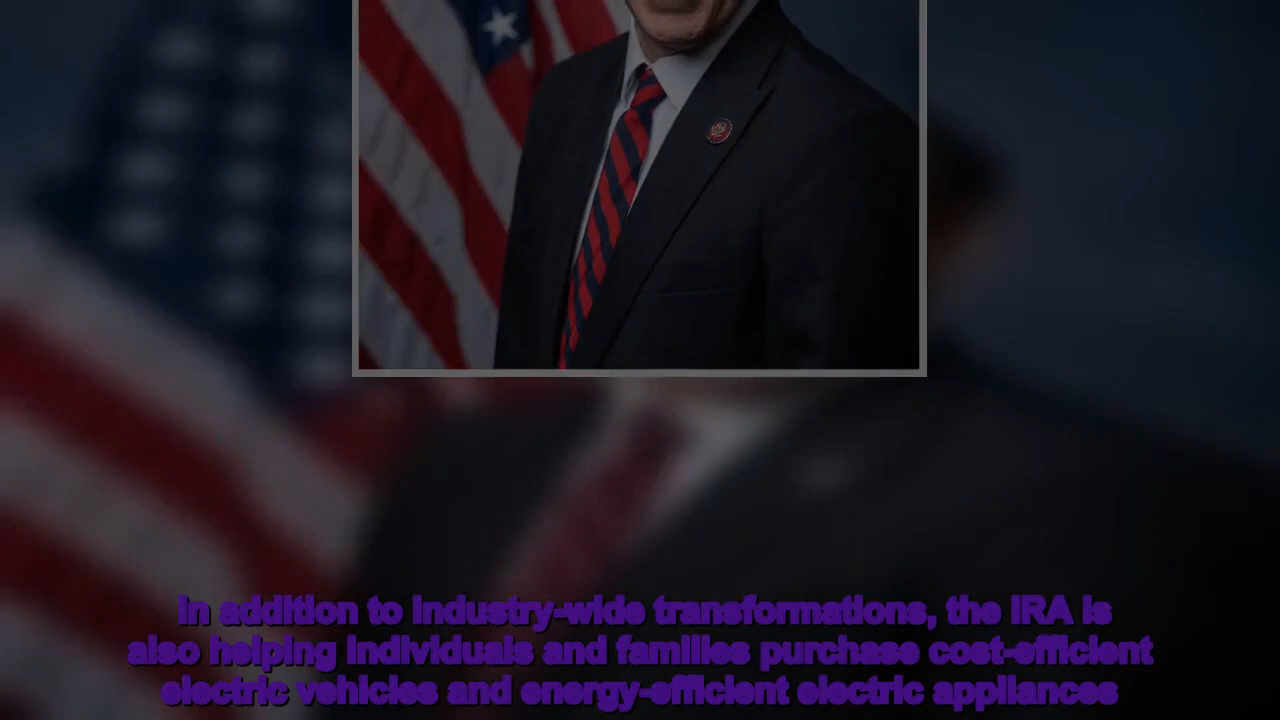 In addition to industry-wide transformations, the IRA is
also helping individuals and families purchase cost-efficient
electric vehicles and energy-efficient electric appliances